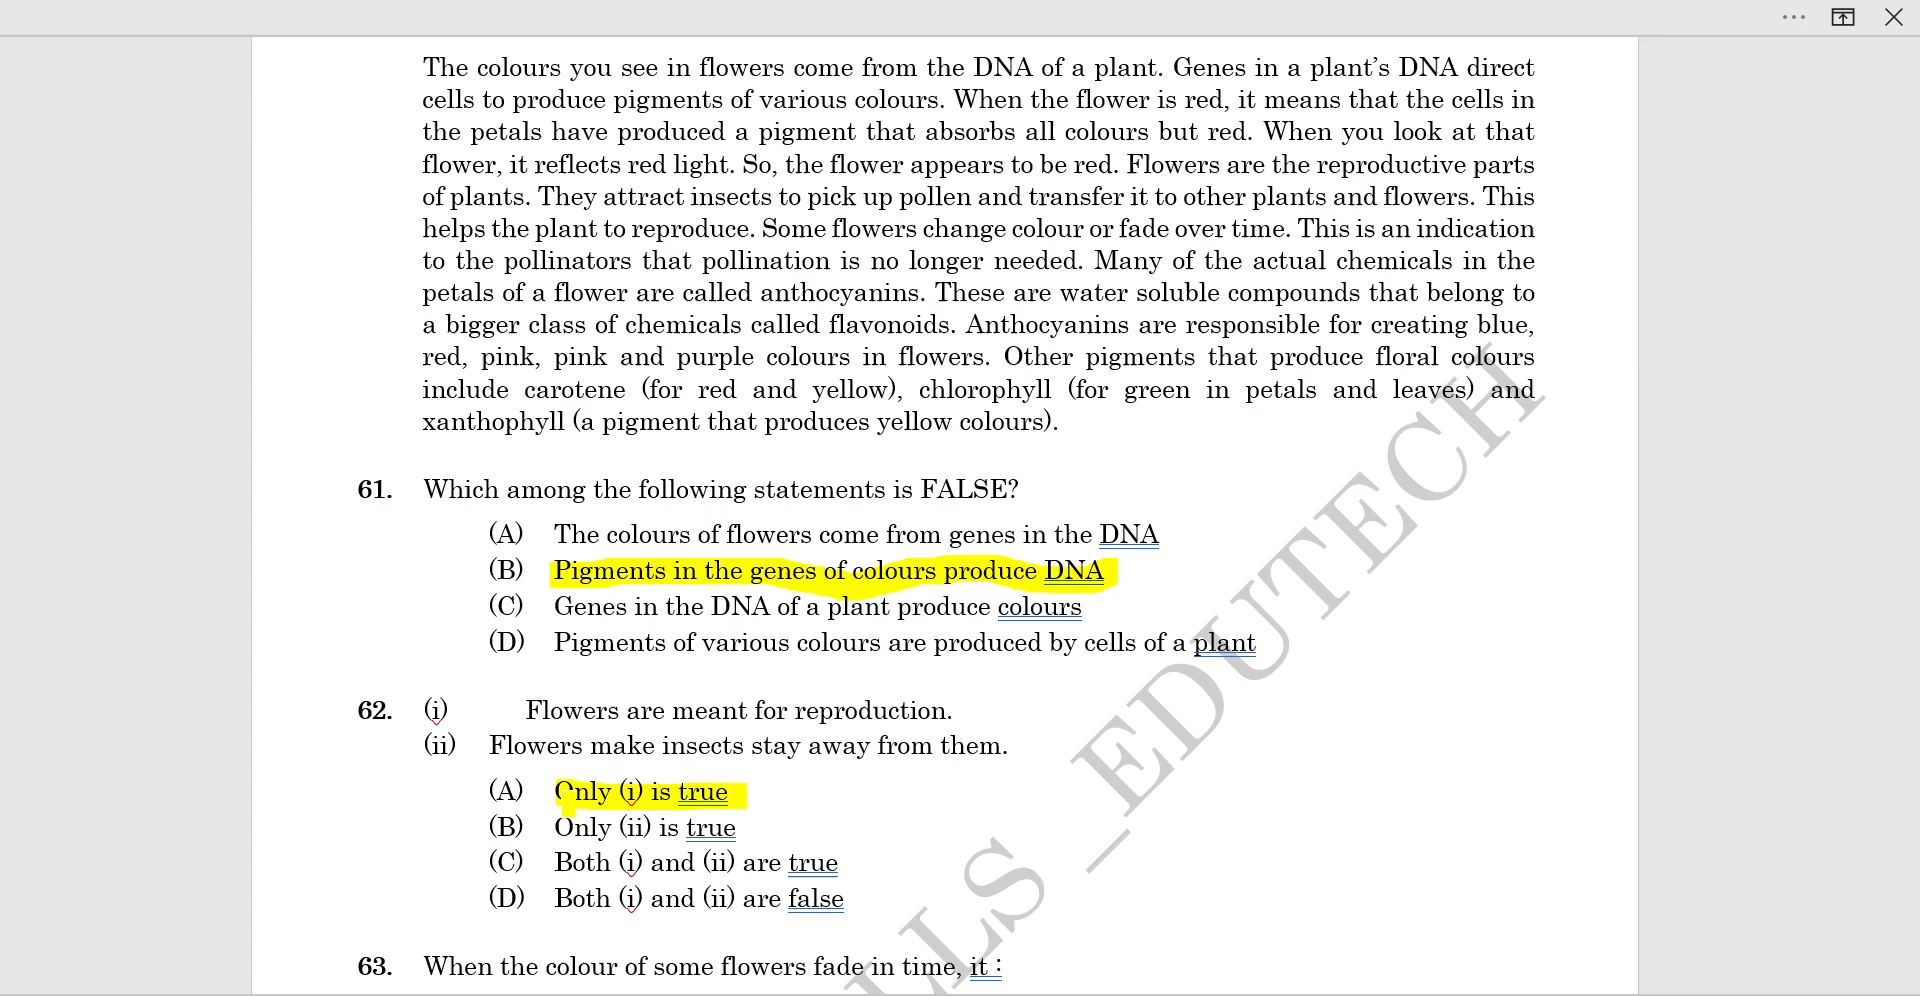 The colours you see in flowers come from the DNA of a plant. Genes in a plant's DNA direct
cells to produce pigments of various colours. When the flower is red, it means that the cells in
the petals have produced a pigment that absorbs all colours but red. When you look at that
flower, it reflects red light. So, the flower appears to be red. Flowers are the reproductive parts
of plants. They attract insects to pick up pollen and transfer it to other plants and flowers. This
helps the plant to reproduce. Some flowers change colour or fade over time. This is an indication
to the pollinators that pollination is no longer needed. Many of the actual chemicals in the
petals of a flower are called anthocyanins. These are water soluble compounds that belong to
a bigger class of chemicals called flavonoids. Anthocyanins are responsible for creating blue,
red, pink, pink and purple colours in flowers. Other pigments that produce floral colours
include carotene (for red and yellow), chlorophyll (for green in petals and leaves) and
xanthophyll (a pigment that produces yellow colours).
61. Which among the following statements is FALSE?
(A) The colours of flowers come from genes in the DNA
(B) Pigments in the genes of colours produce DNA
(C) Genes in the DNA of a plant produce colours
(D) Pigments of various colours are produced by cells of a plant
62. (i) Flowers are meant for reproduction.
(ii) Flowers make insects stay away from them.
(A) Only (i) is true
(B) Only (ii) is true
(C) Both (i) and (ii) are true
(D) Both (i) and (ii) are false
63. When the colour of some flowers fade in time, it :
LLS_EDUTECH